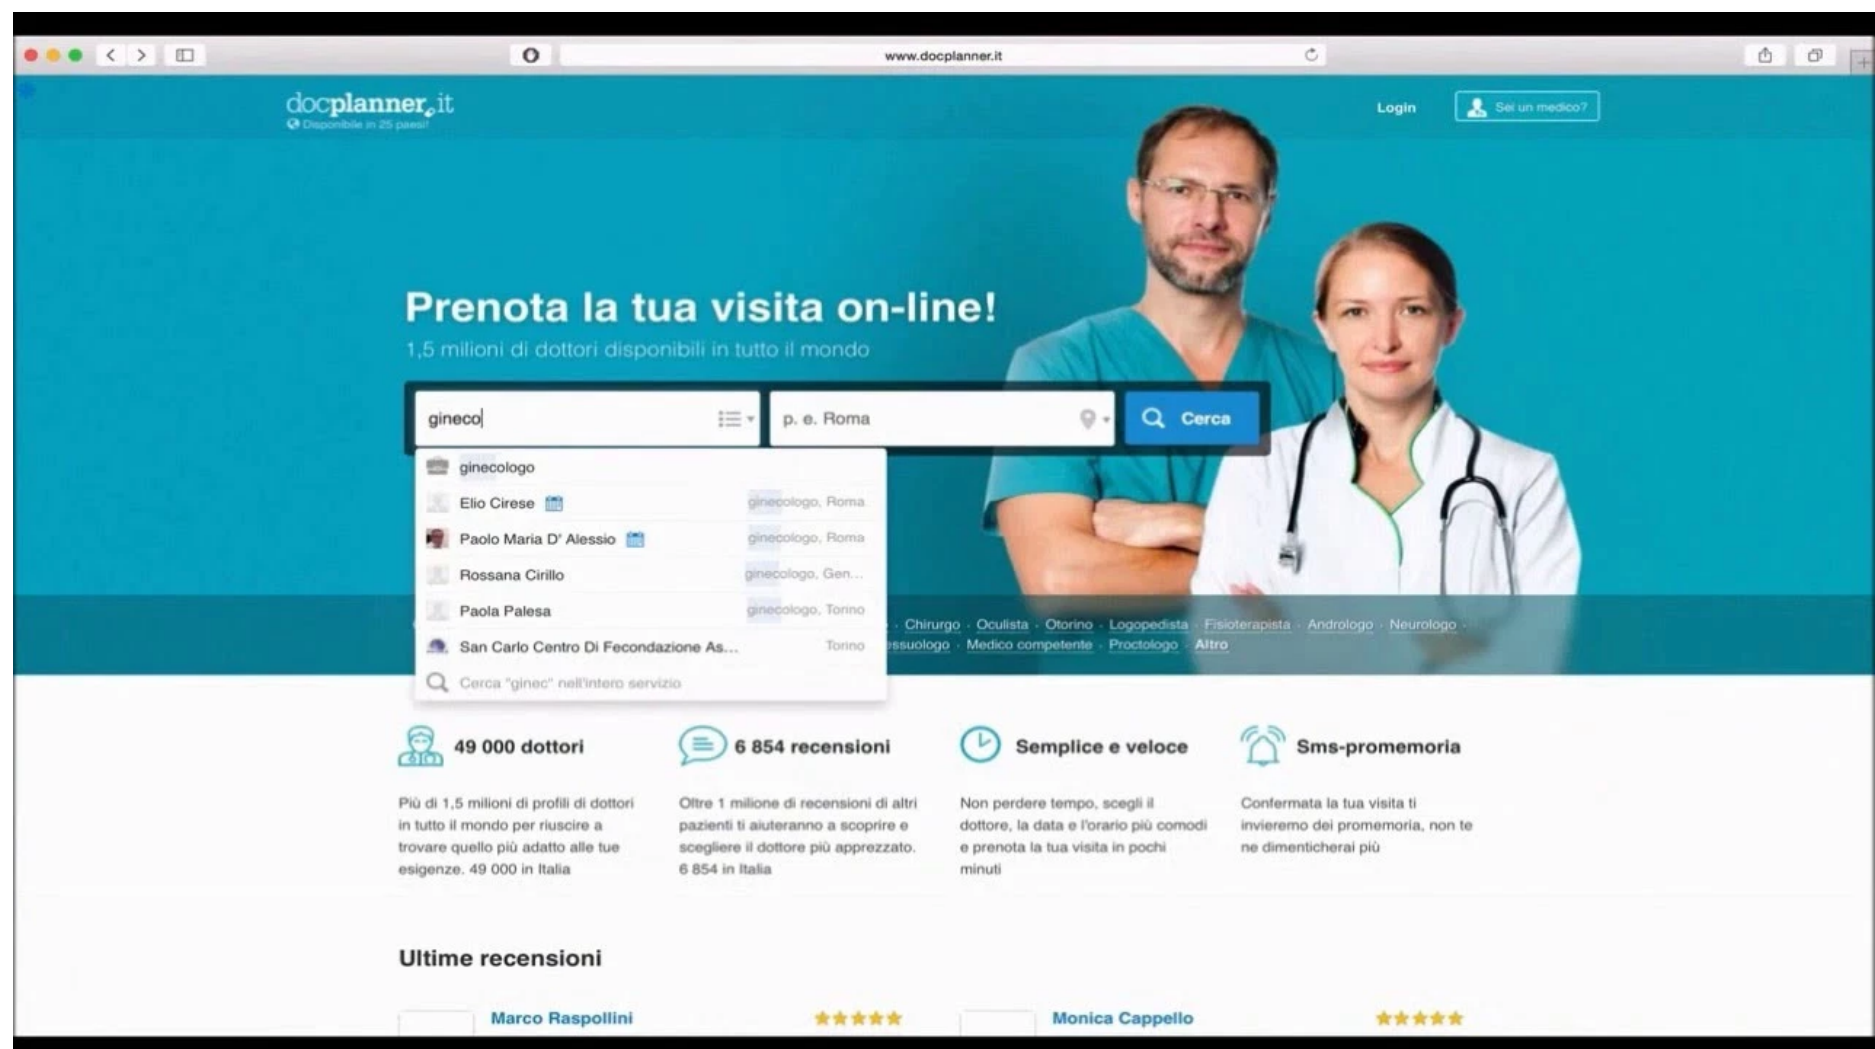 www.docplanner.it
docplanner.it
Disponibile in 25 paesi!
Login
Sei un medico?
Prenota la tua visita on-line!
1,5 milioni di dottori disponibili in tutto il mondo
gineco
p. e. Roma
Cerca
ginecologo
Elio Cirese ginecologo, Roma
Paolo Maria D' Alessio ginecologo, Roma
Rossana Cirillo ginecologo, Gen...
Paola Palesa ginecologo, Torino
San Carlo Centro Di Fecondazione As... Torino
Cerca "ginec" nell'intero servizio
· Chirurgo · Oculista · Otorino · Logopedista · Fisioterapista · Andrologo · Neurologo ·
essuologo · Medico competente · Proctologo · Altro
49 000 dottori
Più di 1,5 milioni di profili di dottori
in tutto il mondo per riuscire a
trovare quello più adatto alle tue
esigenze. 49 000 in Italia
6 854 recensioni
Oltre 1 milione di recensioni di altri
pazienti ti aiuteranno a scoprire e
scegliere il dottore più apprezzato.
6 854 in Italia
Semplice e veloce
Non perdere tempo, scegli il
dottore, la data e l'orario più comodi
e prenota la tua visita in pochi
minuti
Sms-promemoria
Confermata la tua visita ti
invieremo dei promemoria, non te
ne dimenticherai più
Ultime recensioni
Marco Raspollini
Monica Cappello